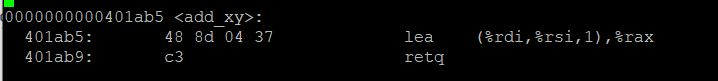 0000000000401ab5 <add_xy>:
401ab5: 48 8d 04 37 lea (%rdi,%rsi,1),%rax
401ab9: c3 retq